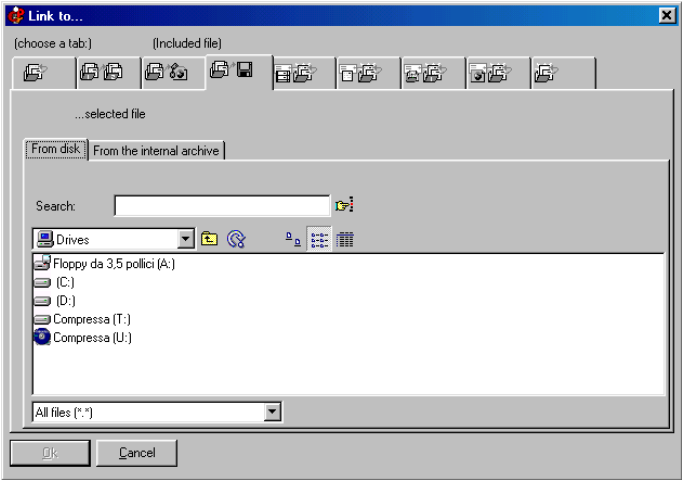 Link to...
(choose a tab:) (Included file)
...selected file
From disk From the internal archive
Search:
Drives
Floppy da 3,5 pollici (A:)
(C:)
(D:)
Compressa (T:)
Compressa (U:)
All files (*.*)
Ok Cancel